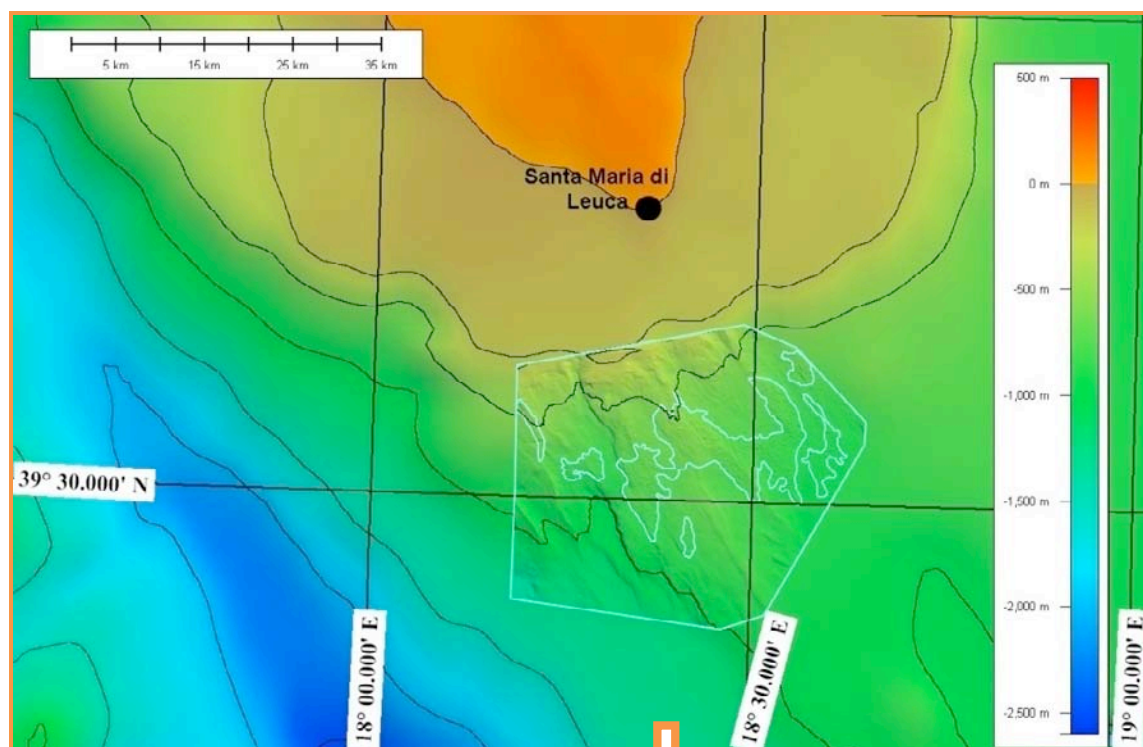 5 km 15 km 25 km 35 km
600 m
0 m
-500 m
-1,000 m
-1,500 m
-2,000 m
-2,500 m
Santa Maria di
Leuca
39° 30.000' N
18° 00.000' E
18° 30.000' E
19° 00.000' E